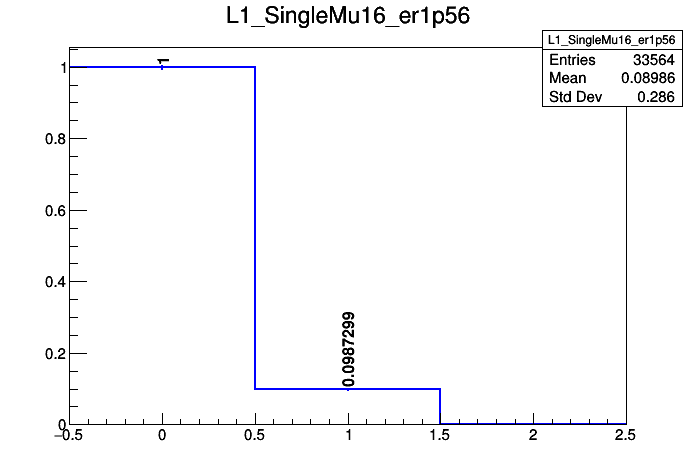 L1_SingleMu16_er1p56
L1_SingleMu16_er1p56
Entries 33564
Mean 0.08986
Std Dev 0.286
1
0.8
0.6
0.4
0.2
0
1
0.0987299
−0.5 0 0.5 1 1.5 2 2.5